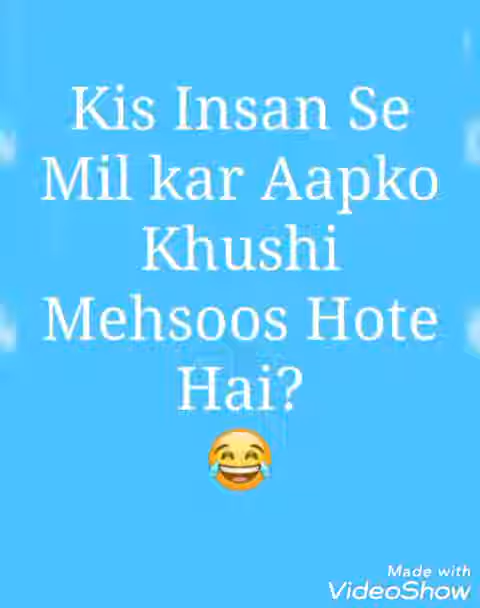 Kis Insan Se
Mil kar Aapko
Khushi
Mehsoos Hote
Hai?
😂
Made with
VideoShow